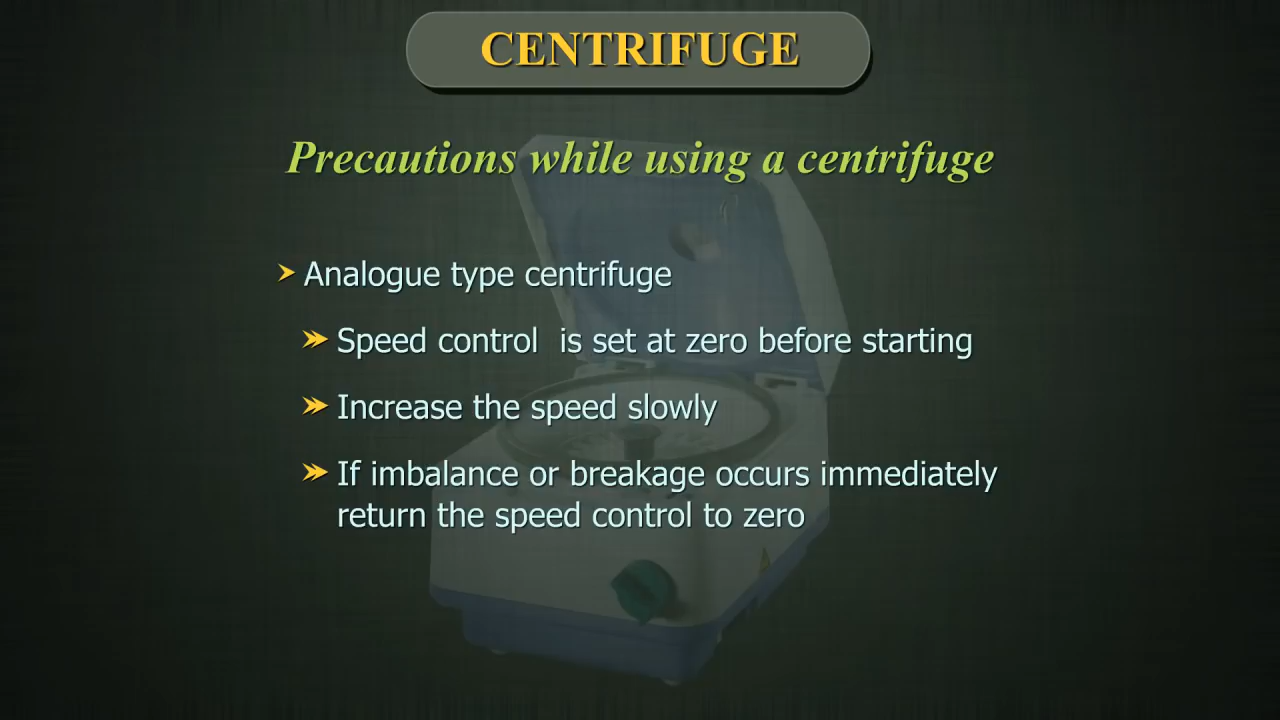 CENTRIFUGE
Precautions while using a centrifuge
Analogue type centrifuge
Speed control  is set at zero before starting
Increase the speed slowly
If imbalance or breakage occurs immediately
return the speed control to zero